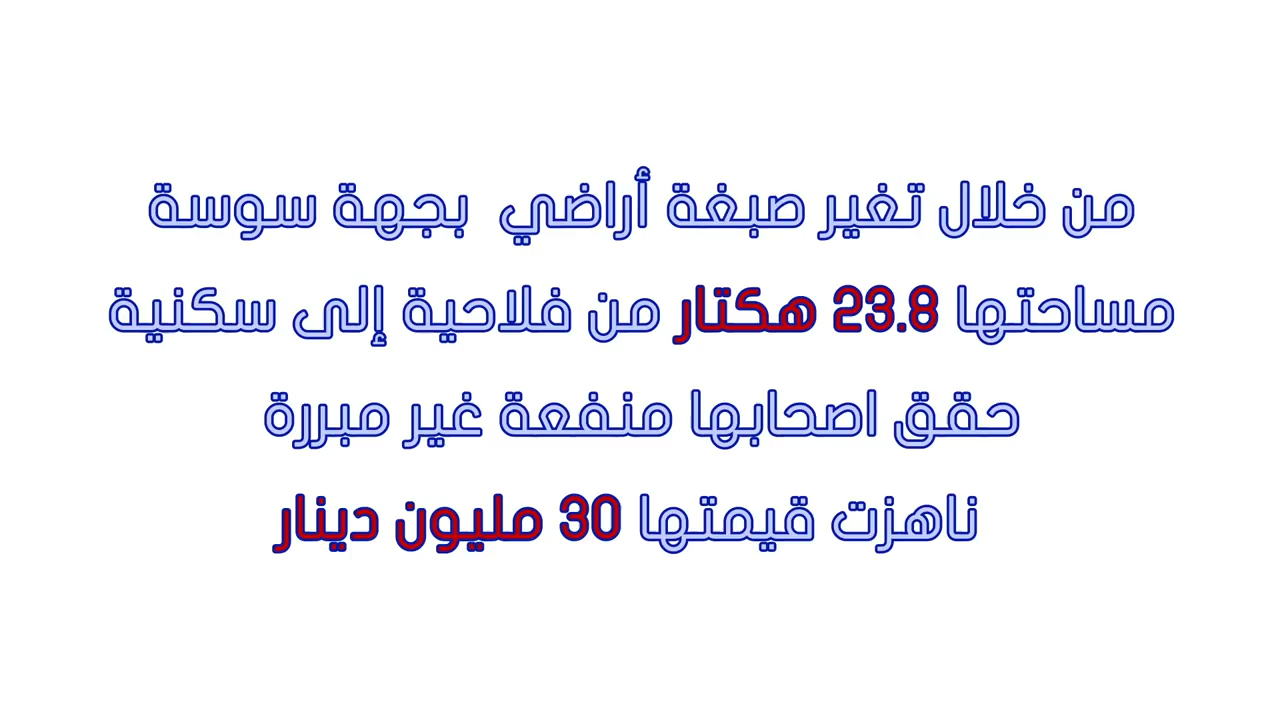 من خلال تغير صبغة أراضي بجهة سوسة
مساحتها 23.8 هكتار من فلاحية إلى سكنية
حقق اصحابها منفعة غير مبررة
ناهزت قيمتها 30 مليون دينار